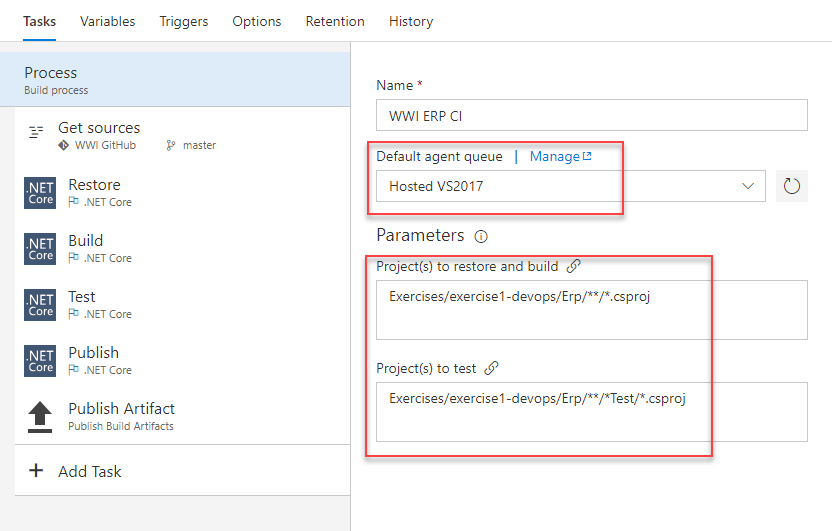 Tasks Variables Triggers Options Retention History
Process
Build process
Get sources
WWI GitHub master
.NET Core
Restore
.NET Core
.NET Core
Build
.NET Core
.NET Core
Test
.NET Core
.NET Core
Publish
.NET Core
Publish Artifact
Publish Build Artifacts
+ Add Task
Name *
WWI ERP CI
Default agent queue | Manage
Hosted VS2017
Parameters
Project(s) to restore and build
Exercises/exercise1-devops/Erp/**/*.csproj
Project(s) to test
Exercises/exercise1-devops/Erp/**/*Test/*.csproj